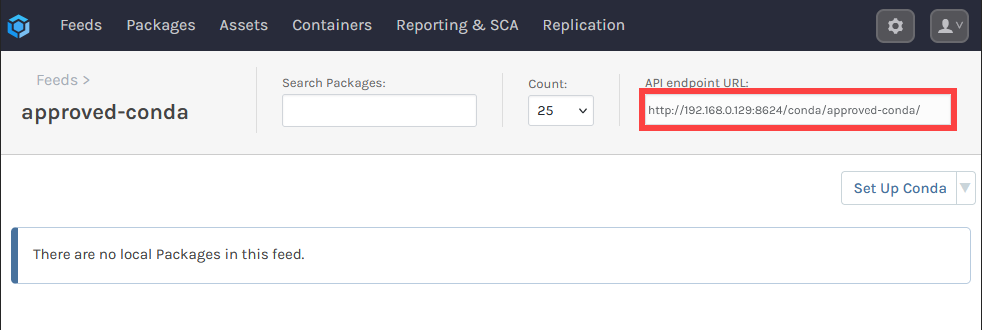 Feeds Packages Assets Containers Reporting & SCA Replication
Feeds >
approved-conda
Search Packages:
Count:
25
API endpoint URL:
http://192.168.0.129:8624/conda/approved-conda/
Set Up Conda
There are no local Packages in this feed.